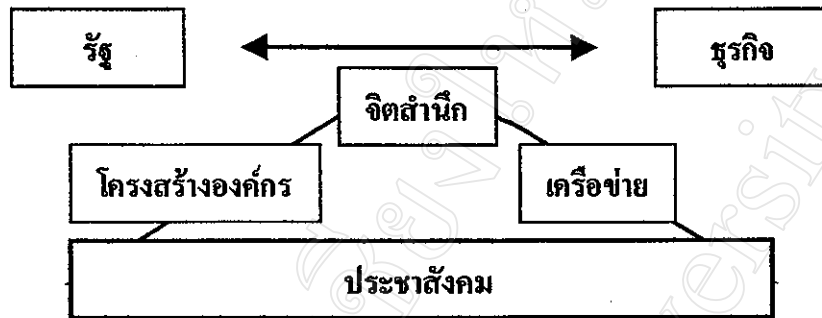 รัฐ
ธุรกิจ
จิตสำนึก
โครงสร้างองค์กร
เครือข่าย
ประชาสังคม